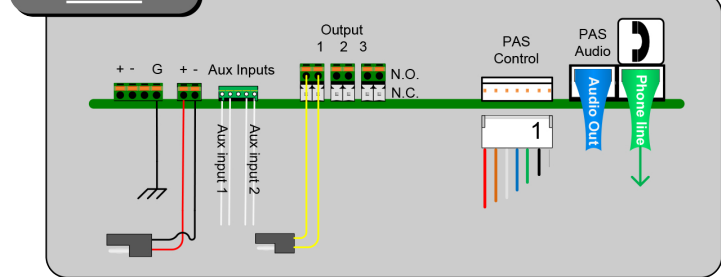 Output
1 2 3
PAS
Control
PAS
Audio
+ - G + - Aux Inputs
N.O.
N.C.
Aux input 1
Aux input 2
1
Audio Out
Phone line